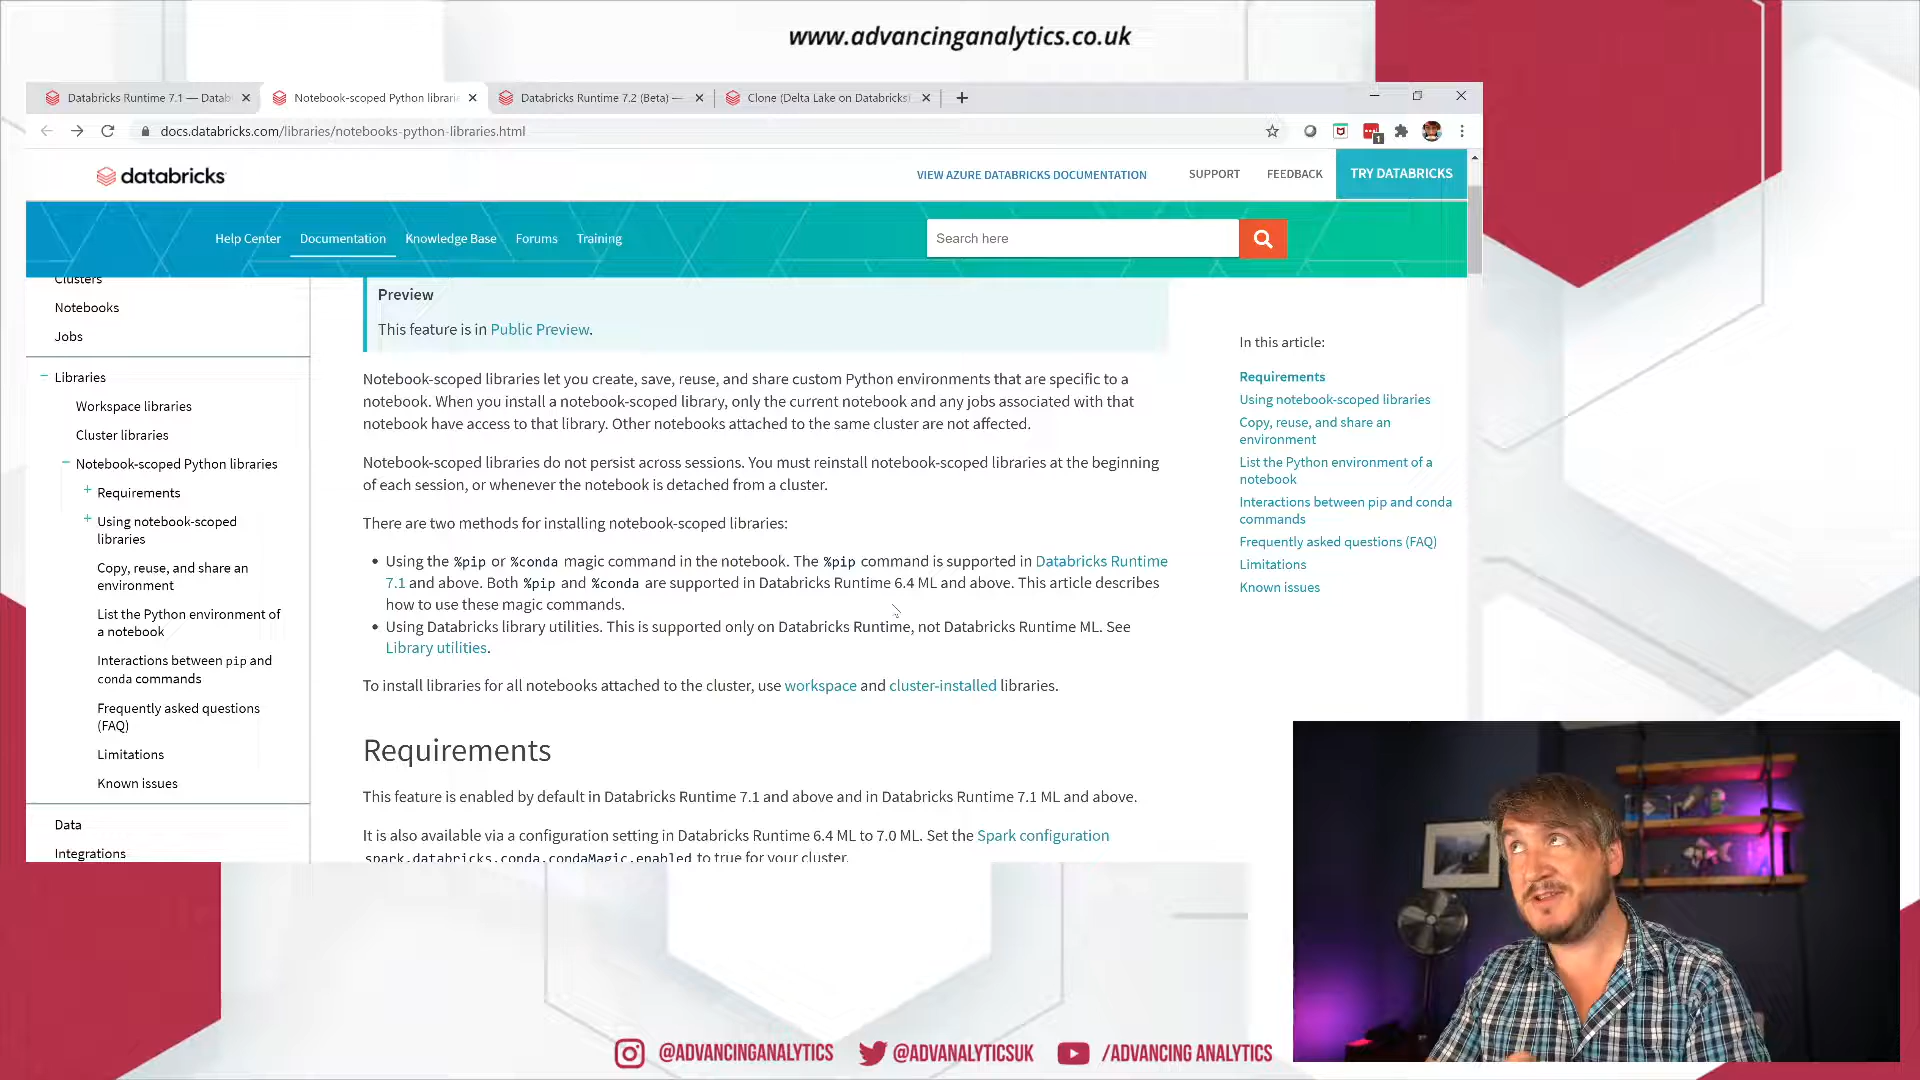 www.advancinganalytics.co.uk
Databricks Runtime 7.1 — Datab
Notebook-scoped Python librarie
Databricks Runtime 7.2 (Beta) —
Clone (Delta Lake on Databricks)
docs.databricks.com/libraries/notebooks-python-libraries.html
1
databricks
VIEW AZURE DATABRICKS DOCUMENTATION
SUPPORT
FEEDBACK
TRY DATABRICKS
Help Center
Documentation
Knowledge Base
Forums
Training
Search here
Clusters
Notebooks
Jobs
Libraries
Workspace libraries
Cluster libraries
Notebook-scoped Python libraries
Requirements
Using notebook-scoped
libraries
Copy, reuse, and share an
environment
List the Python environment of
a notebook
Interactions between pip and
conda commands
Frequently asked questions
(FAQ)
Limitations
Known issues
Data
Integrations
Preview
This feature is in Public Preview.
Notebook-scoped libraries let you create, save, reuse, and share custom Python environments that are specific to a
notebook. When you install a notebook-scoped library, only the current notebook and any jobs associated with that
notebook have access to that library. Other notebooks attached to the same cluster are not affected.
Notebook-scoped libraries do not persist across sessions. You must reinstall notebook-scoped libraries at the beginning
of each session, or whenever the notebook is detached from a cluster.
There are two methods for installing notebook-scoped libraries:
• Using the %pip or %conda magic command in the notebook. The %pip command is supported in Databricks Runtime
7.1 and above. Both %pip and %conda are supported in Databricks Runtime 6.4 ML and above. This article describes
how to use these magic commands.
• Using Databricks library utilities. This is supported only on Databricks Runtime, not Databricks Runtime ML. See
Library utilities.
To install libraries for all notebooks attached to the cluster, use workspace and cluster-installed libraries.
Requirements
This feature is enabled by default in Databricks Runtime 7.1 and above and in Databricks Runtime 7.1 ML and above.
It is also available via a configuration setting in Databricks Runtime 6.4 ML to 7.0 ML. Set the Spark configuration
spark.databricks.conda.condaMagic.enabled to true for your cluster.
In this article:
Requirements
Using notebook-scoped libraries
Copy, reuse, and share an
environment
List the Python environment of a
notebook
Interactions between pip and conda
commands
Frequently asked questions (FAQ)
Limitations
Known issues
@ADVANCINGANALYTICS
@ADVANALYTICSUK
/ADVANCING ANALYTICS